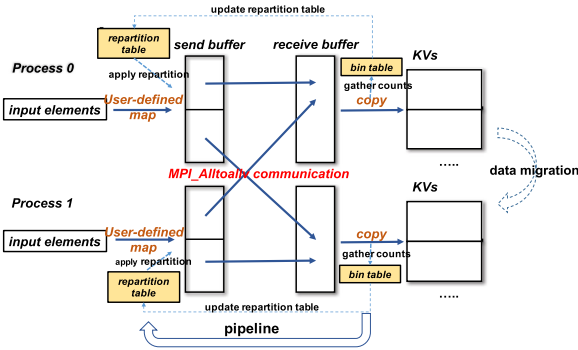 update repartition table
repartition
table
send buffer
receive buffer
KVs
Process 0
apply repartition
bin table
gather counts
input elements
User-defined
map
copy
.....
MPI_Alltoallv communication
data migration
KVs
Process 1
User-defined
map
copy
input elements
apply repartition
gather counts
repartition
table
bin table
.....
update repartition table
pipeline